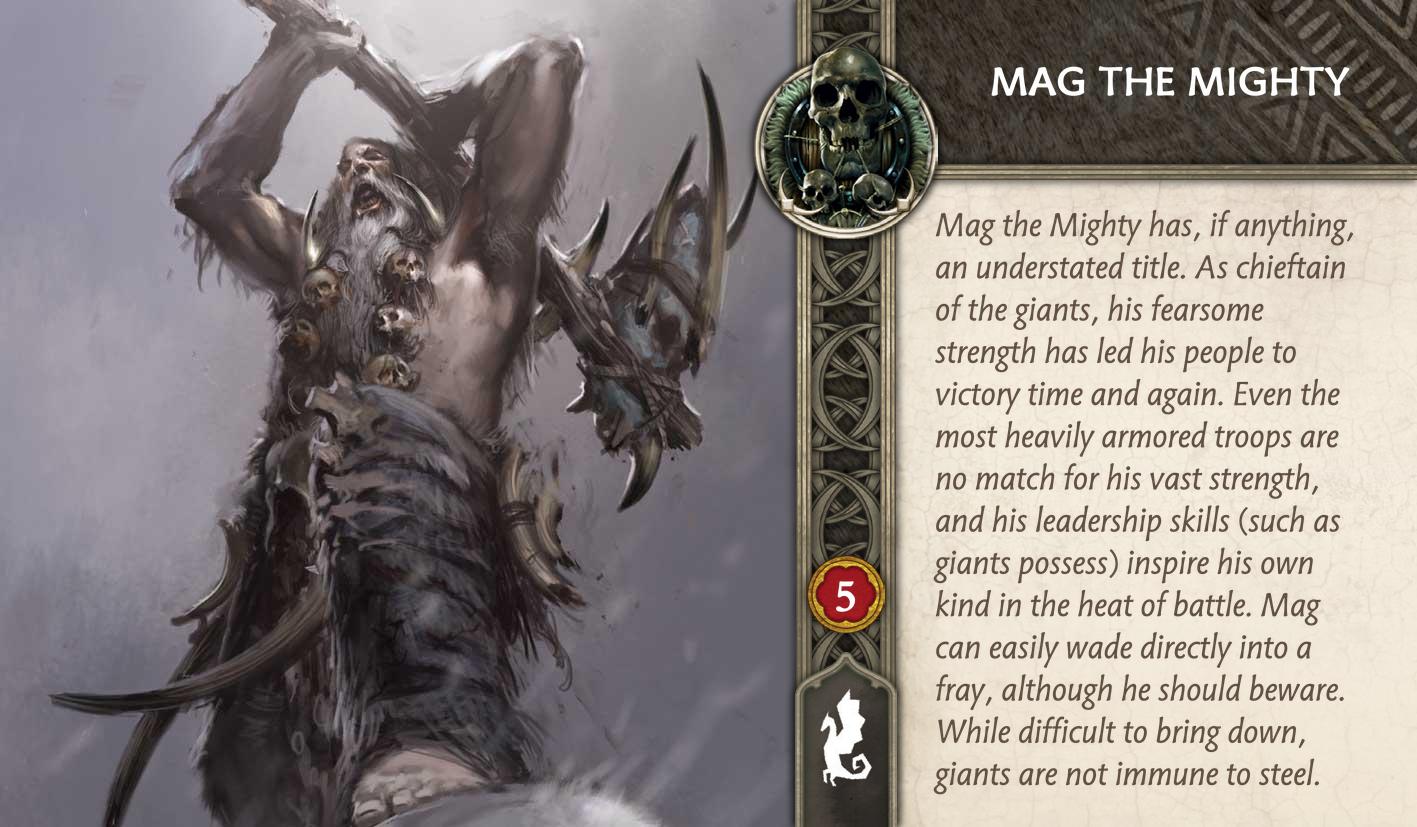 MAG THE MIGHTY
Mag the Mighty has, if anything,
an understated title. As chieftain
of the giants, his fearsome
strength has led his people to
victory time and again. Even the
most heavily armored troops are
no match for his vast strength,
and his leadership skills (such as
giants possess) inspire his own
kind in the heat of battle. Mag
can easily wade directly into a
fray, although he should beware.
While difficult to bring down,
giants are not immune to steel.
5